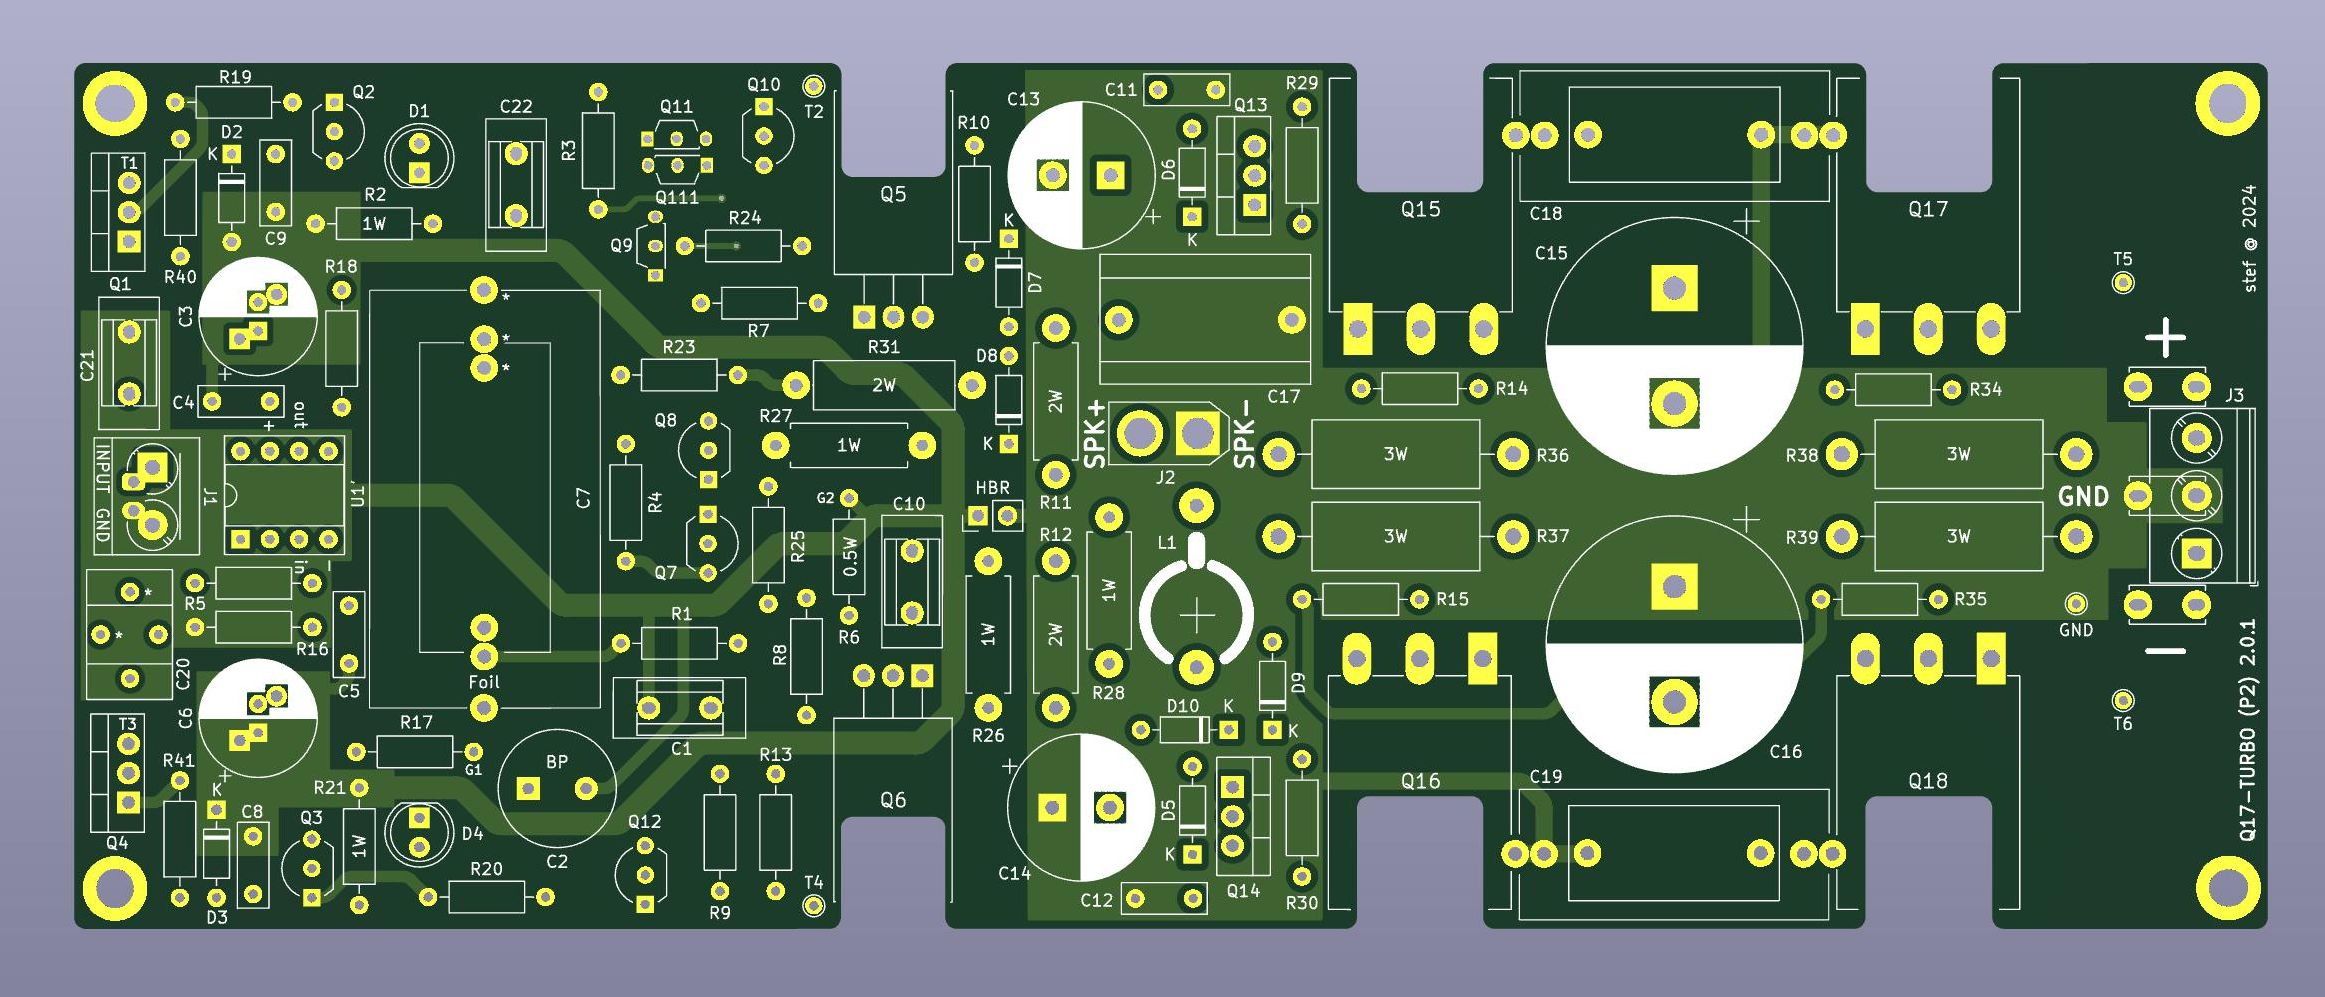 R19
Q2
D1
C22
Q10
T2
Q11
R3
T1
K
D2
Q111
R2
1W
C9
R24
Q9
Q5
R10
K
D7
C13
C11
Q13
R29
D6
K
Q15
C18
C15
Q17
stef @ 2024
T5
Q1
R40
R18
C3
R7
R23
R31
2W
D8
2W
C17
R14
R34
+
J3
C21
C4
out
+
R27
1W
Q8
K
SPK+
SPK-
J2
3W
R36
R38
3W
INPUT GND
J1
U1
C7
R4
G2
C10
HBR
R11
GND
*
*
*
R25
0.5W
Q7
R12
L1
1W
3W
R37
R39
3W
in
−
R5
*
*
R16
C20
C5
R1
R8
R6
1W
2W
R28
R15
R35
GND
Foil
C6
T3
R17
G1
C1
R26
D10
K
D9
K
−
T6
C16
R41
R21
BP
R13
Q6
D5
K
Q16
C19
Q18
Q17-TURBO (P2) 2.0.1
K
C8
Q3
D4
1W
Q12
C2
Q4
R20
D3
R9
T4
C14
C12
Q14
R30